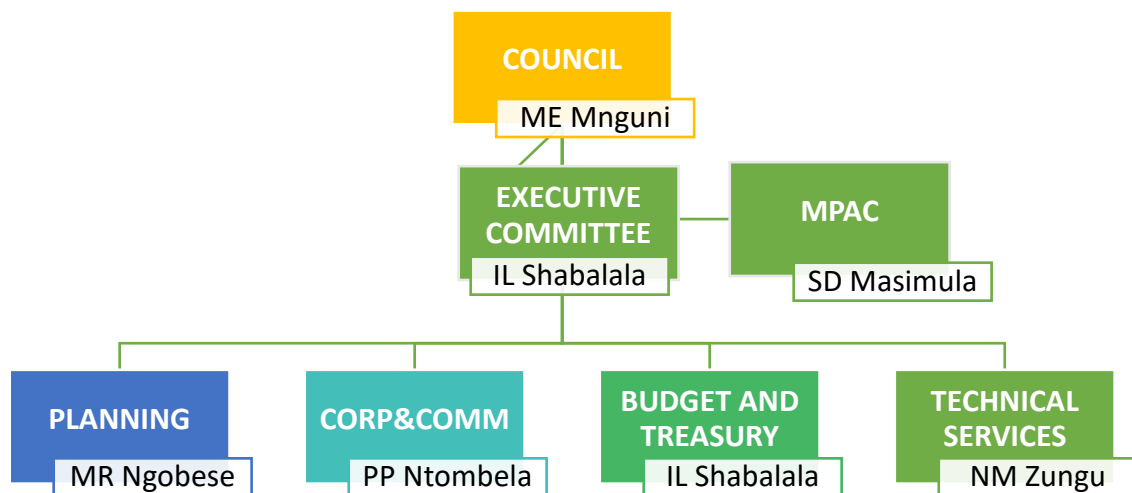 COUNCIL
ME Mnguni
EXECUTIVE
COMMITTEE
IL Shabalala
MPAC
SD Masimula
PLANNING
MR Ngobese
CORP&COMM
PP Ntombela
BUDGET AND
TREASURY
IL Shabalala
TECHNICAL
SERVICES
NM Zungu